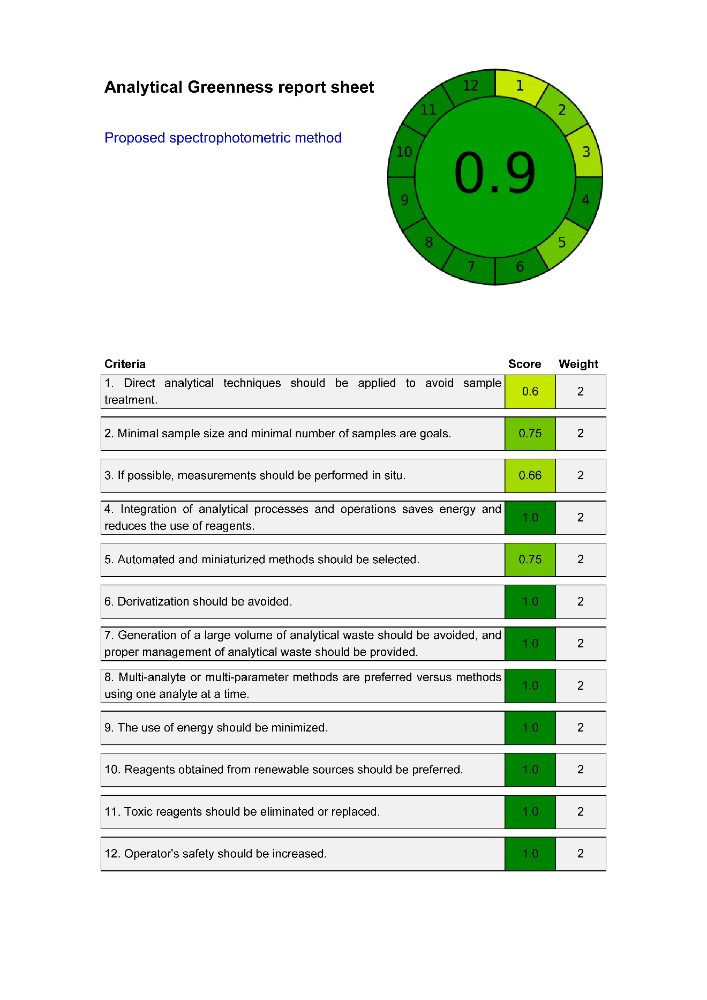 Analytical Greenness report sheet
Proposed spectrophotometric method
12
1
11
2
10
3
0.9
9
4
8
5
7
6
Criteria Score Weight
1. Direct analytical techniques should be applied to avoid sample
treatment.
0.6 2
2. Minimal sample size and minimal number of samples are goals. 0.75 2
3. If possible, measurements should be performed in situ. 0.66 2
4. Integration of analytical processes and operations saves energy and
reduces the use of reagents.
1.0 2
5. Automated and miniaturized methods should be selected. 0.75 2
6. Derivatization should be avoided. 1.0 2
7. Generation of a large volume of analytical waste should be avoided, and
proper management of analytical waste should be provided.
1.0 2
8. Multi-analyte or multi-parameter methods are preferred versus methods
using one analyte at a time.
1.0 2
9. The use of energy should be minimized. 1.0 2
10. Reagents obtained from renewable sources should be preferred. 1.0 2
11. Toxic reagents should be eliminated or replaced. 1.0 2
12. Operator's safety should be increased. 1.0 2